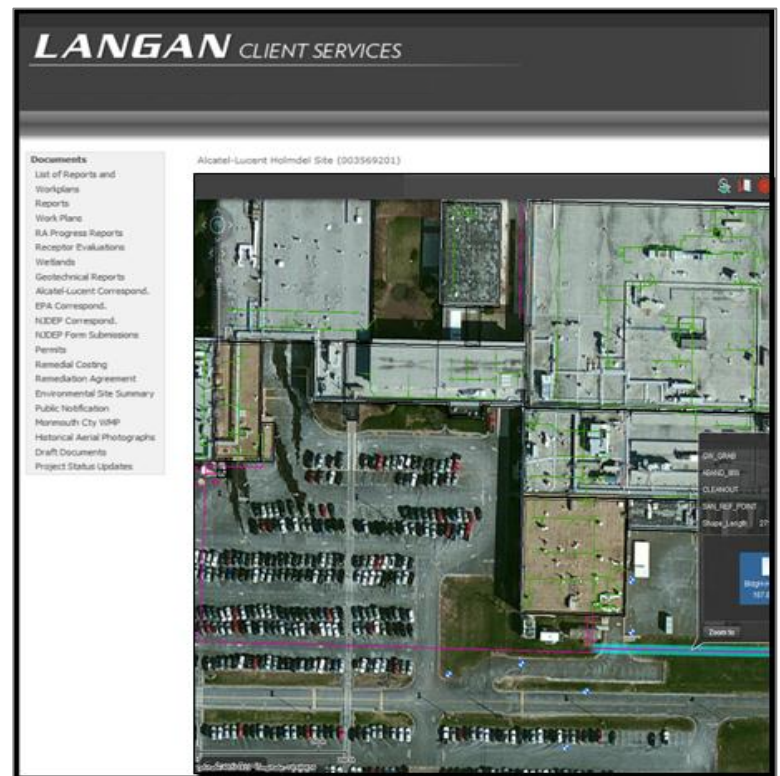 LANGAN CLIENT SERVICES
Documents
List of Reports and
Workplans
Reports
Work Plans
RA Progress Reports
Receptor Evaluations
Wetlands
Geotechnical Reports
Alcatel-Lucent Correspond.
EPA Correspond.
NJDEP Correspond.
NJDEP Form Submissions
Permits
Remedial Costing
Remediation Agreement
Environmental Site Summary
Public Notification
Monmouth Cty WMP
Historical Aerial Photographs
Draft Documents
Project Status Updates
Alcatel-Lucent Holmdel Site (003569201)
GW_GRAB
CLEANOUT
SAN_REF_POINT
Shape_Length
Zoom to